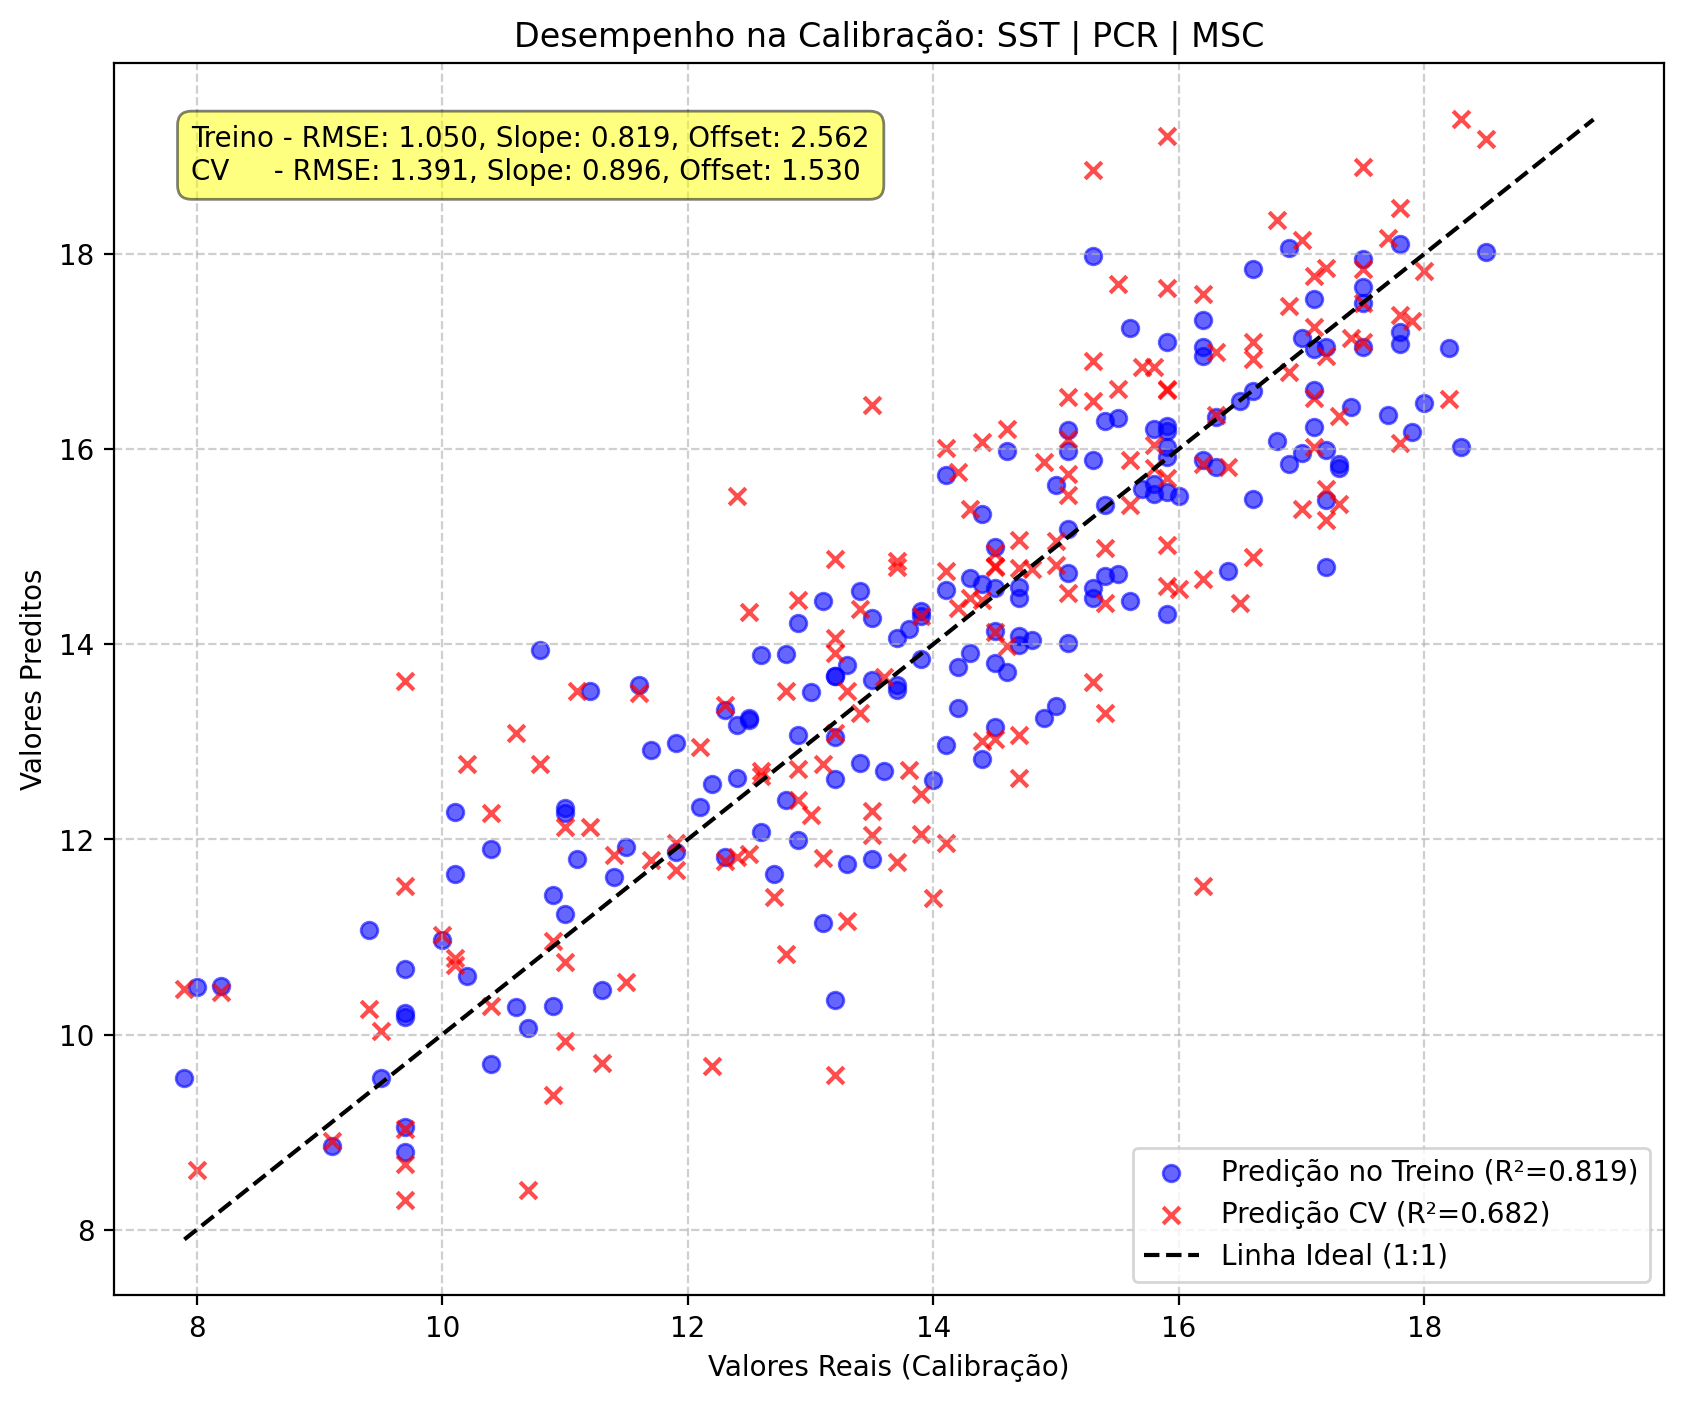 Desempenho na Calibração: SST | PCR | MSC
Treino - RMSE: 1.050, Slope: 0.819, Offset: 2.562
CV - RMSE: 1.391, Slope: 0.896, Offset: 1.530
Valores Preditos
18
16
14
12
10
8
Predição no Treino (R²=0.819)
Predição CV (R²=0.682)
Linha Ideal (1:1)
8 10 12 14 16 18
Valores Reais (Calibração)